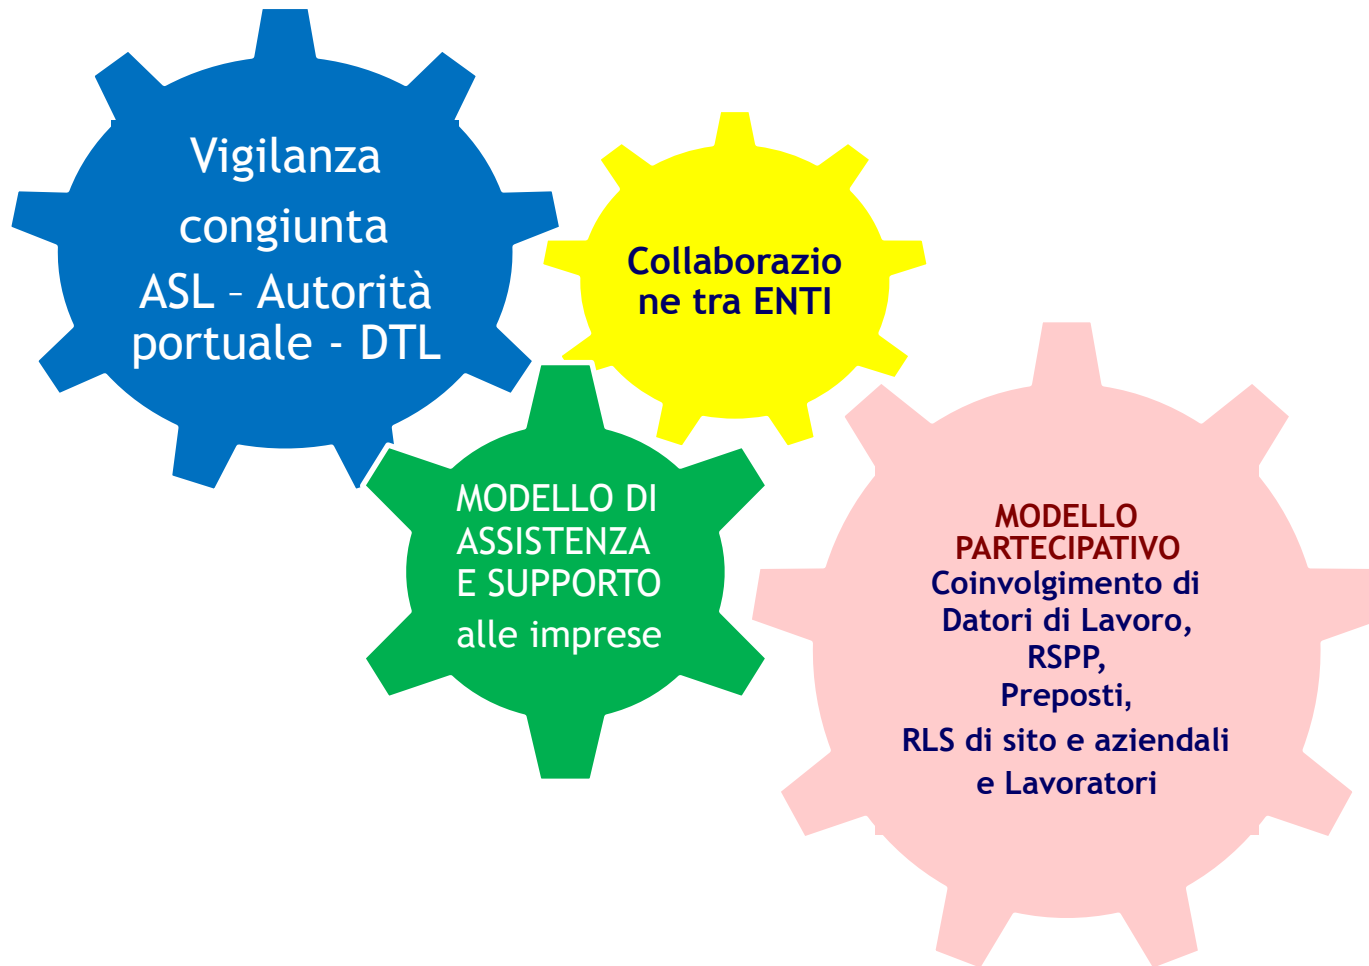 Vigilanza
congiunta
ASL – Autorità
portuale - DTL
Collaborazio
ne tra ENTI
MODELLO DI
ASSISTENZA
E SUPPORTO
alle imprese
MODELLO
PARTECIPATIVO
Coinvolgimento di
Datori di Lavoro,
RSPP,
Preposti,
RLS di sito e aziendali
e Lavoratori